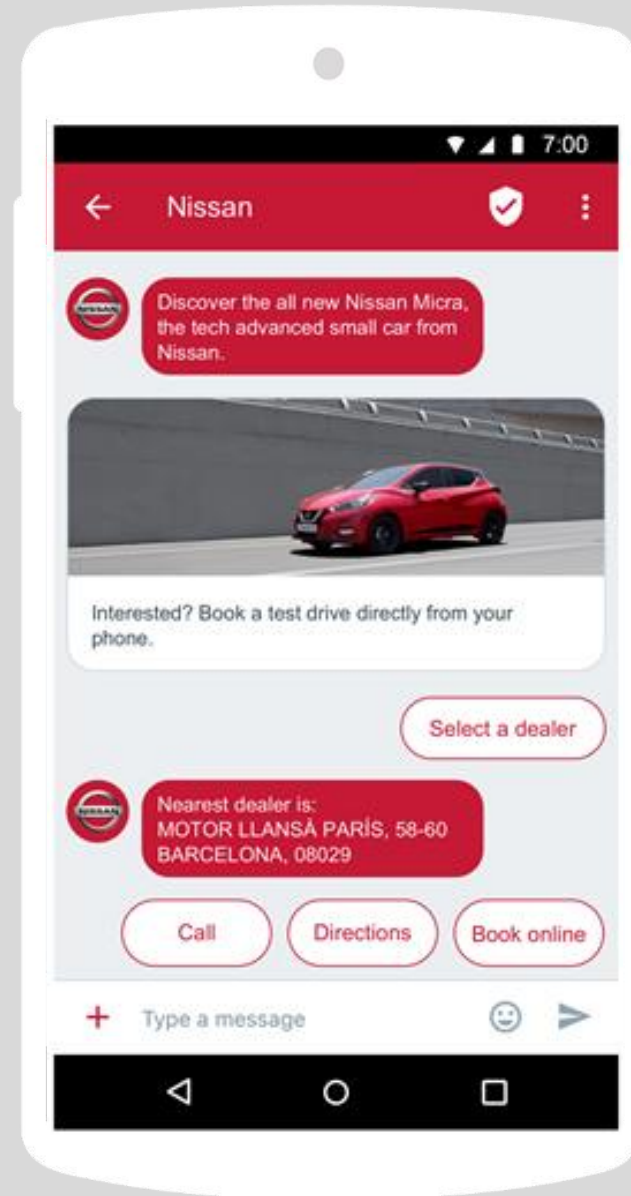 7:00
Nissan
Discover the all new Nissan Micra,
the tech advanced small car from
Nissan.
Interested? Book a test drive directly from your
phone.
Select a dealer
Nearest dealer is:
MOTOR LLANSÀ PARÍS, 58-60
BARCELONA, 08029
Call
Directions
Book online
Type a message